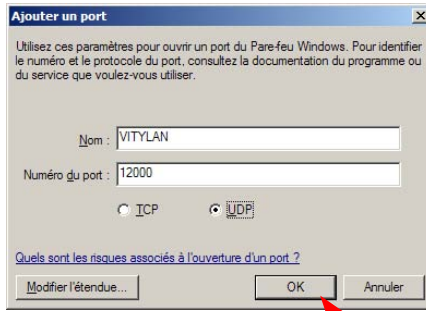 Ajouter un port
Utilisez ces paramètres pour ouvrir un port du Pare-feu Windows. Pour identifier
le numéro et le protocole du port, consultez la documentation du programme ou
du service que voulez-vous utiliser.
Nom : VITYLAN
Numéro du port : 12000
TCP UDP
Quels sont les risques associés à l'ouverture d'un port ?
Modifier l'étendue... OK Annuler